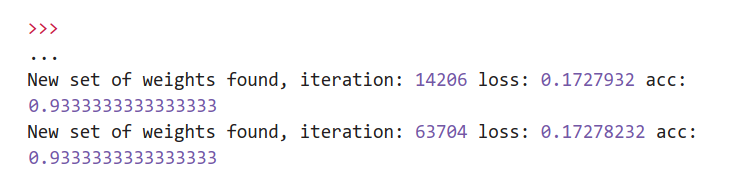 >>>
...
New set of weights found, iteration: 14206 loss: 0.1727932 acc:
0.9333333333333333
New set of weights found, iteration: 63704 loss: 0.17278232 acc:
0.9333333333333333